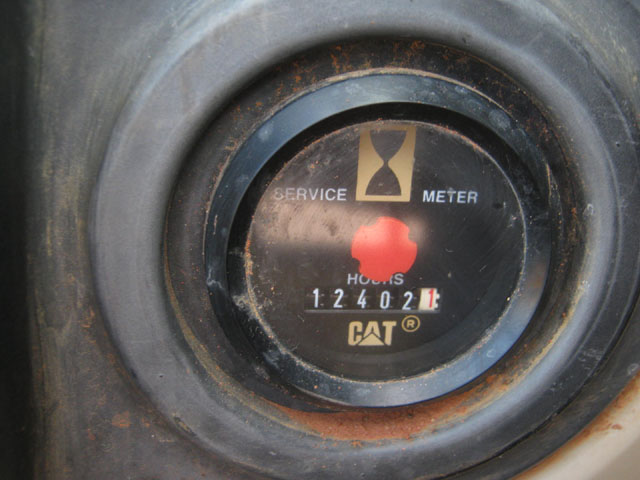 SERVICE METER
HOURS
124021
CAT®